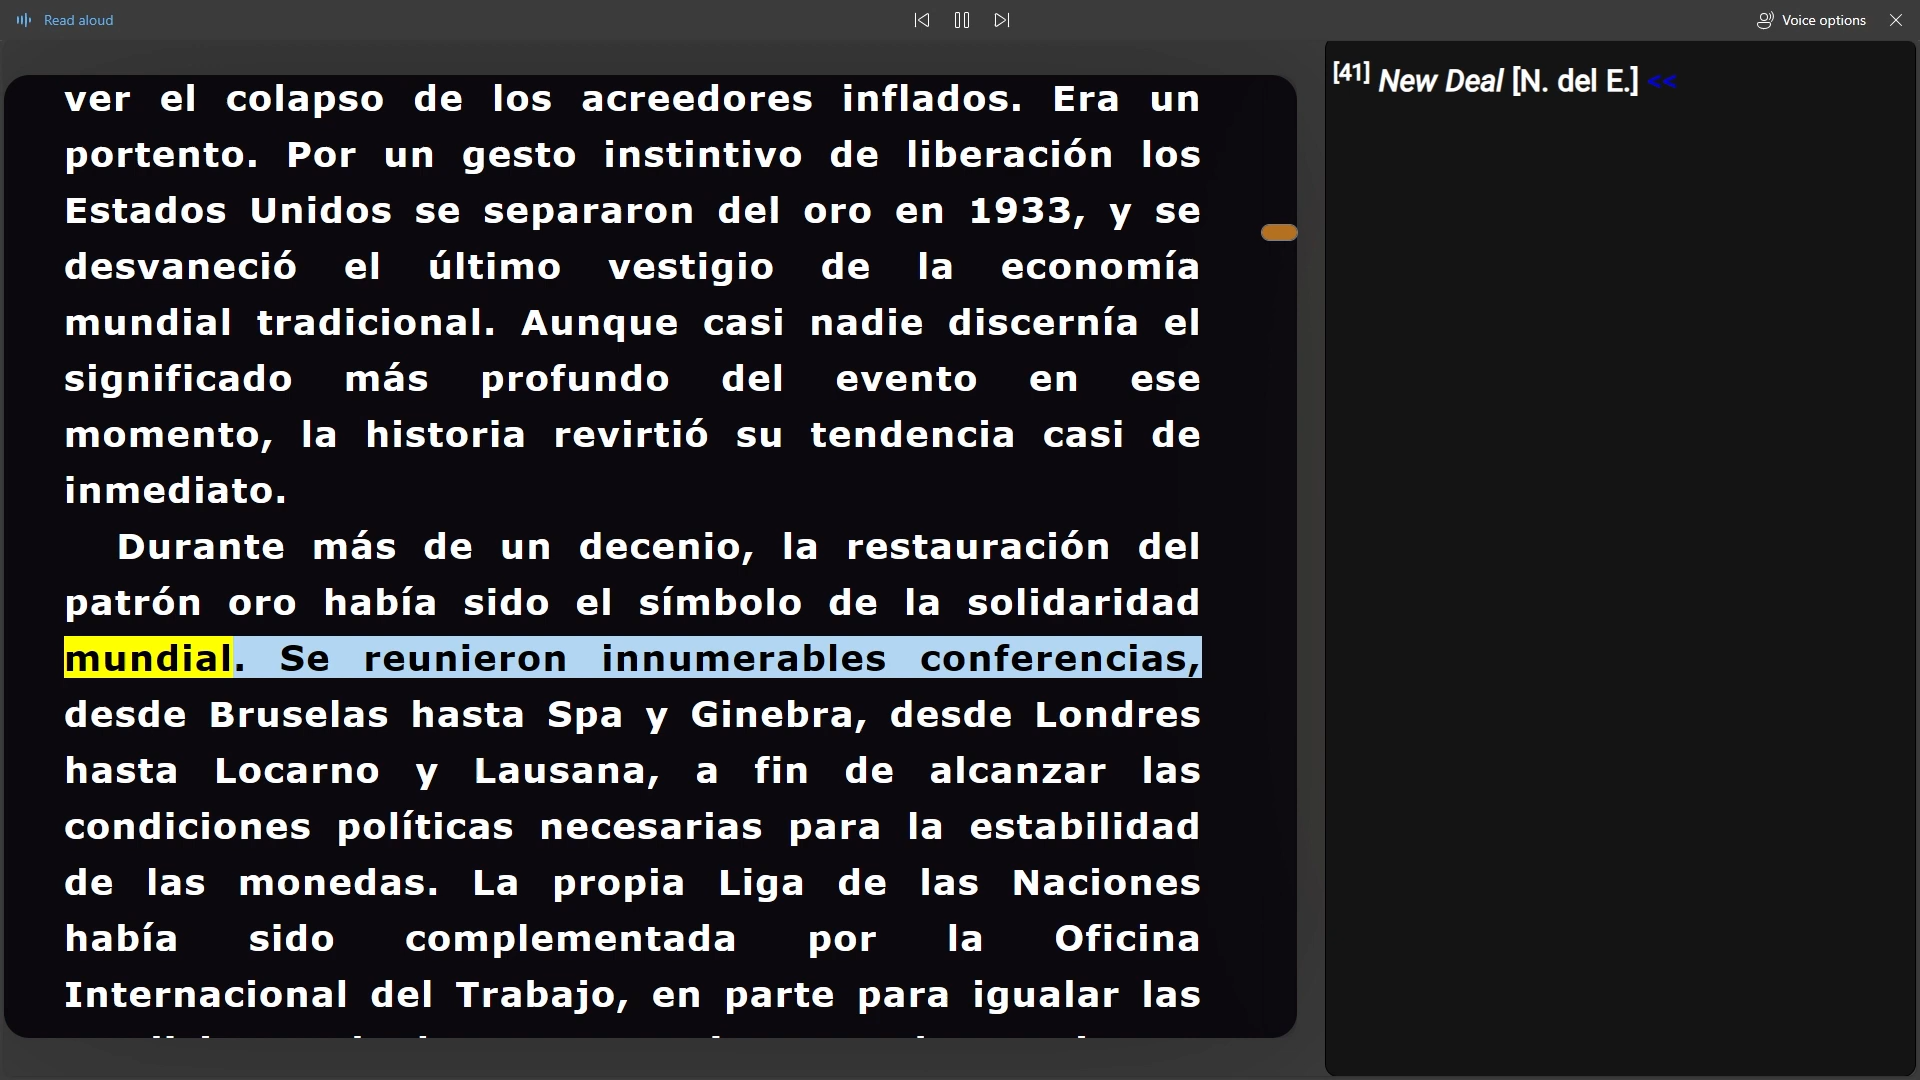 Read aloud
Voice options
ver el colapso de los acreedores inflados. Era un
portento. Por un gesto instintivo de liberación los
Estados Unidos se separaron del oro en 1933, y se
desvaneció el último vestigio de la economía
mundial tradicional. Aunque casi nadie discernía el
significado más profundo del evento en ese
momento, la historia revirtió su tendencia casi de
inmediato.
Durante más de un decenio, la restauración del
patrón oro había sido el símbolo de la solidaridad
mundial. Se reunieron innumerables conferencias,
desde Bruselas hasta Spa y Ginebra, desde Londres
hasta Locarno y Lausana, a fin de alcanzar las
condiciones políticas necesarias para la estabilidad
de las monedas. La propia Liga de las Naciones
había sido complementada por la Oficina
Internacional del Trabajo, en parte para igualar las
[41] New Deal [N. del E.] <<